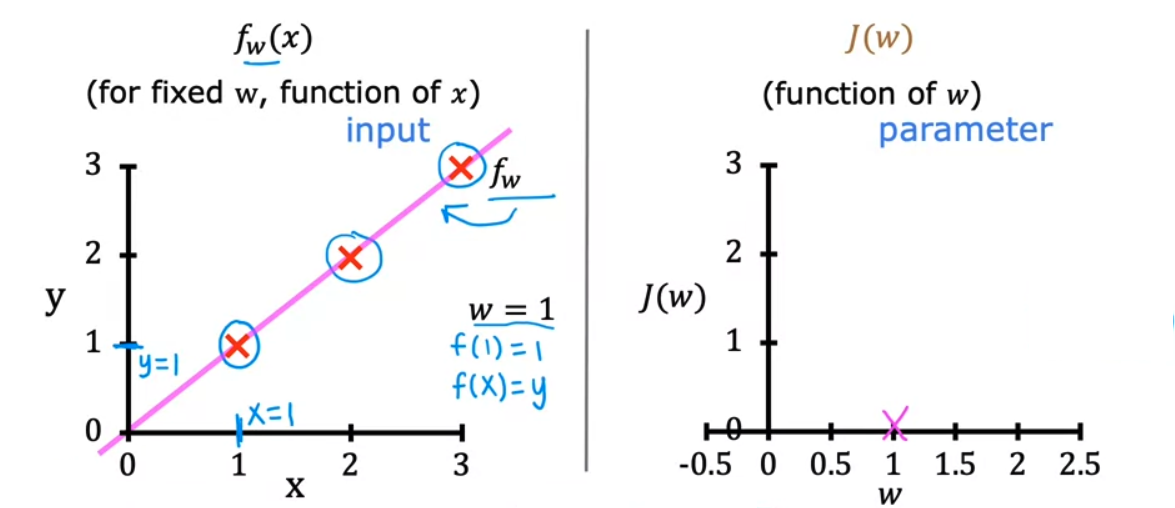 f_w(x)
(for fixed w, function of x)
input
3
f_w
2
y
w = 1
1
y=1
f(1)=1
f(x)=y
x=1
0
0 1 2 3
x
J(w)
(function of w)
parameter
3
2
J(w)
1
0
-0.5 0 0.5 1 1.5 2 2.5
w